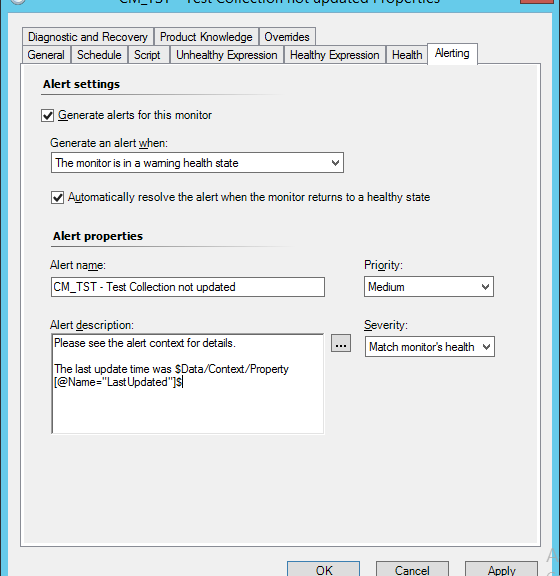 CM_TST - Test Collection not updated Properties
Diagnostic and Recovery Product Knowledge Overrides
General Schedule Script Unhealthy Expression Healthy Expression Health Alerting
Alert settings
Generate alerts for this monitor
Generate an alert when:
The monitor is in a warning health state
Automatically resolve the alert when the monitor returns to a healthy state
Alert properties
Alert name: Priority:
CM_TST - Test Collection not updated Medium
Alert description: Severity:
Please see the alert context for details. ... Match monitor's health
The last update time was $Data/Context/Property
[@Name="LastUpdated"]$
OK Cancel Apply